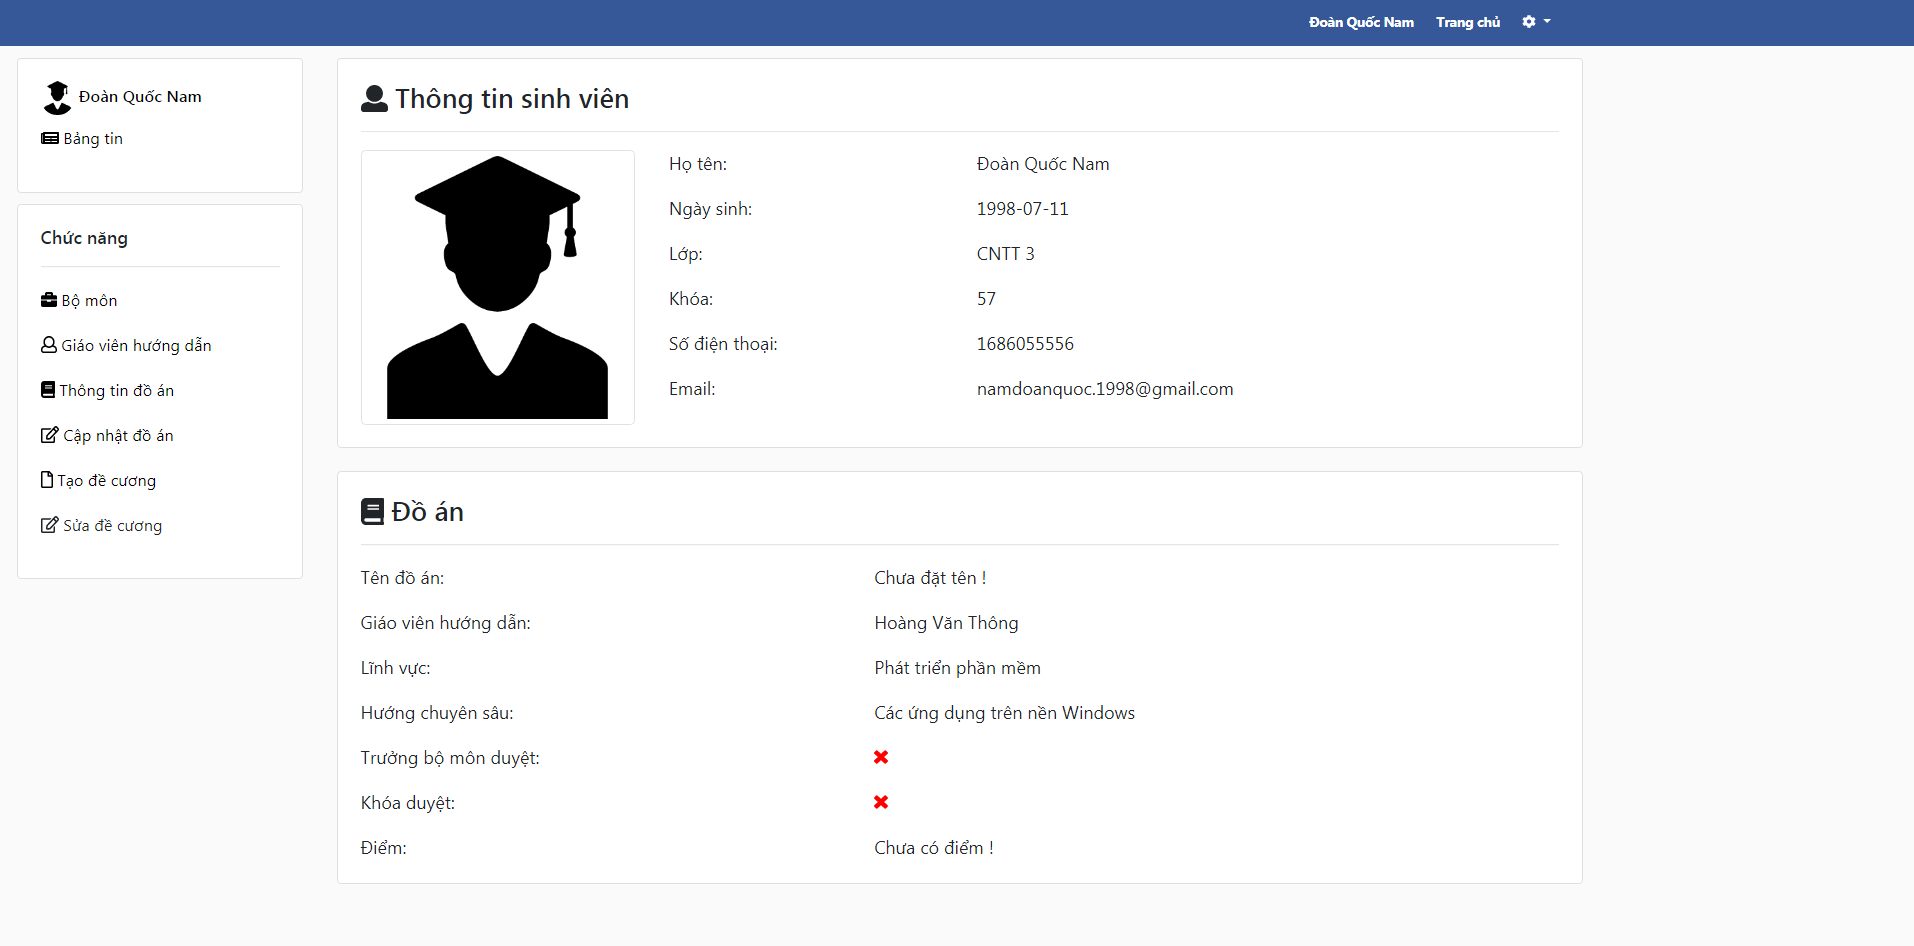 Đoàn Quốc Nam Trang chủ
Đoàn Quốc Nam
Bảng tin
Chức năng
Bộ môn
Giáo viên hướng dẫn
Thông tin đồ án
Cập nhật đồ án
Tạo đề cương
Sửa đề cương
Thông tin sinh viên
Họ tên: Đoàn Quốc Nam
Ngày sinh: 1998-07-11
Lớp: CNTT 3
Khóa: 57
Số điện thoại: 1686055556
Email: namdoanquoc.1998@gmail.com
Đồ án
Tên đồ án: Chưa đặt tên !
Giáo viên hướng dẫn: Hoàng Văn Thông
Lĩnh vực: Phát triển phần mềm
Hướng chuyên sâu: Các ứng dụng trên nền Windows
Trưởng bộ môn duyệt:
Khóa duyệt:
Điểm: Chưa có điểm !